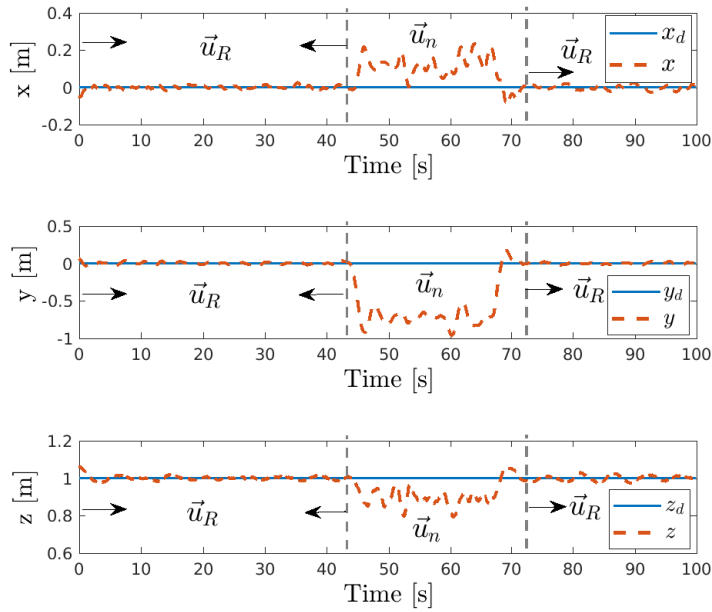 0.4
0.2
0
-0.2
x [m]
u⃗_R
u⃗_n
u⃗_R
x_d
x
0 10 20 30 40 50 60 70 80 90 100
Time [s]
0.5
0
-0.5
-1
y [m]
u⃗_R
u⃗_n
u⃗_R
y_d
y
0 10 20 30 40 50 60 70 80 90 100
Time [s]
1.2
1
0.8
0.6
z [m]
u⃗_R
u⃗_n
u⃗_R
z_d
z
0 10 20 30 40 50 60 70 80 90 100
Time [s]